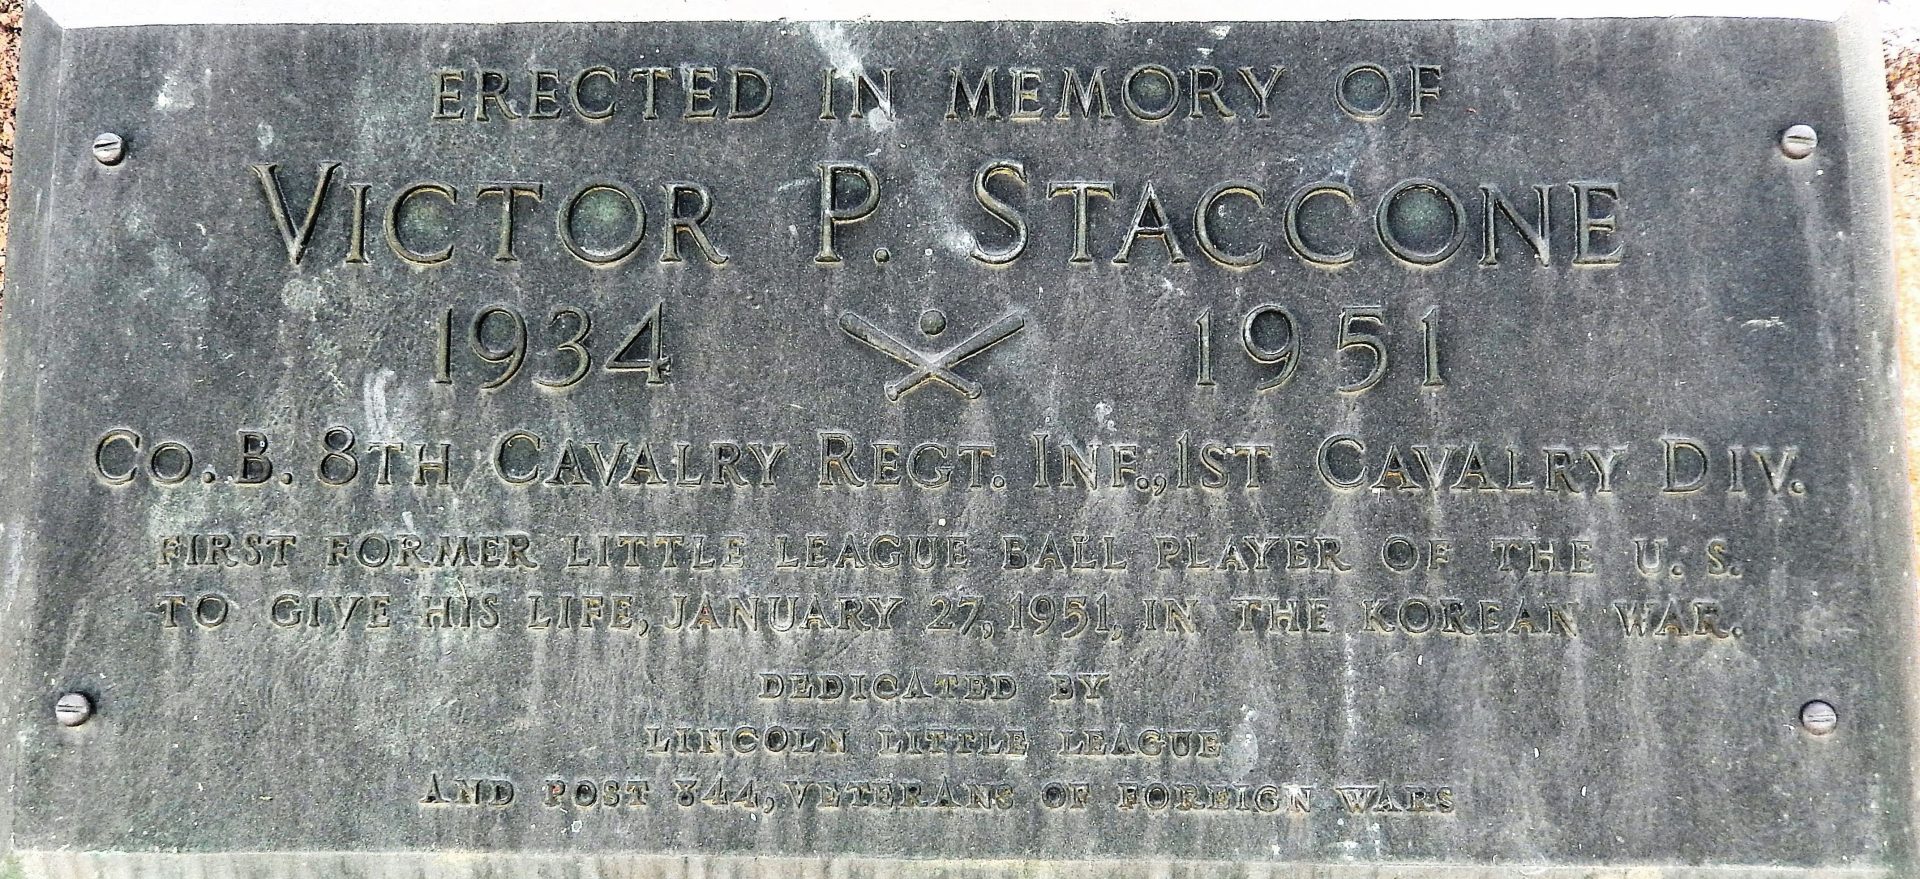 ERECTED IN MEMORY OF
VICTOR P. STACCONE
1934 1951
CO. B. 8TH CAVALRY REGT. INF., 1ST CAVALRY DIV.
FIRST FORMER LITTLE LEAGUE BALL PLAYER OF THE U. S.
TO GIVE HIS LIFE, JANUARY 27, 1951, IN THE KOREAN WAR.
DEDICATED BY
LINCOLN LITTLE LEAGUE
AND POST 844, VETERANS OF FOREIGN WARS